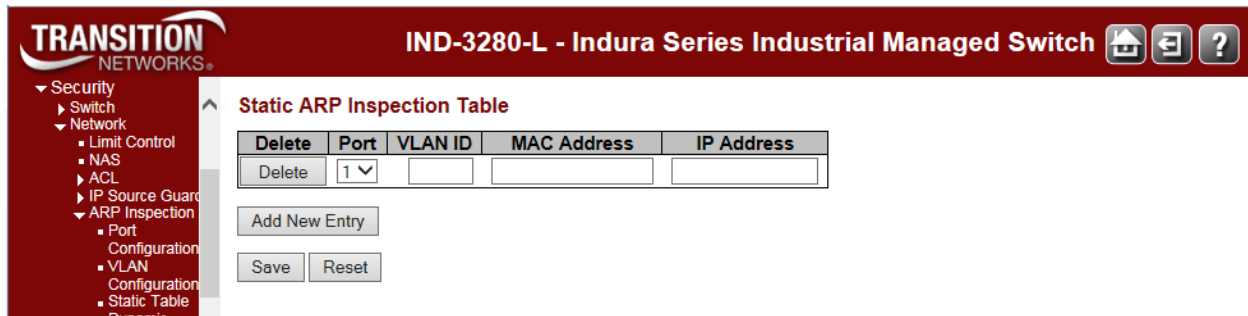 TRANSITION
NETWORKS®
IND-3280-L - Indura Series Industrial Managed Switch
?
Security
Switch
Network
Limit Control
NAS
ACL
IP Source Guard
ARP Inspection
Port
Configuration
VLAN
Configuration
Static Table
Static ARP Inspection Table
Delete Port VLAN ID MAC Address IP Address
Delete 1
Add New Entry
Save Reset